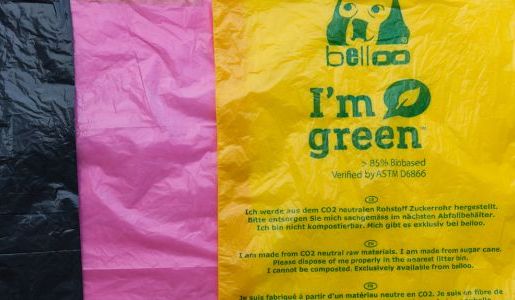 belloo
I'm
green™
> 85% Biobased
Verified by ASTM D6866
DE
Ich werde aus dem CO2 neutralen Rohstoff Zuckerrohr hergestellt.
Bitte entsorgen Sie mich sachgemäss im nächsten Abfallbehälter.
Ich bin nicht kompostierbar. Mich gibt es exklusiv bei belloo.
EN
I am made from CO2 neutral raw materials. I am made from sugar cane.
Please dispose of me properly in the nearest litter bin.
I cannot be composted. Exclusively available from belloo.
Je suis fabriqué à partir d'un matériau neutre en CO2. Je suis en fibre de